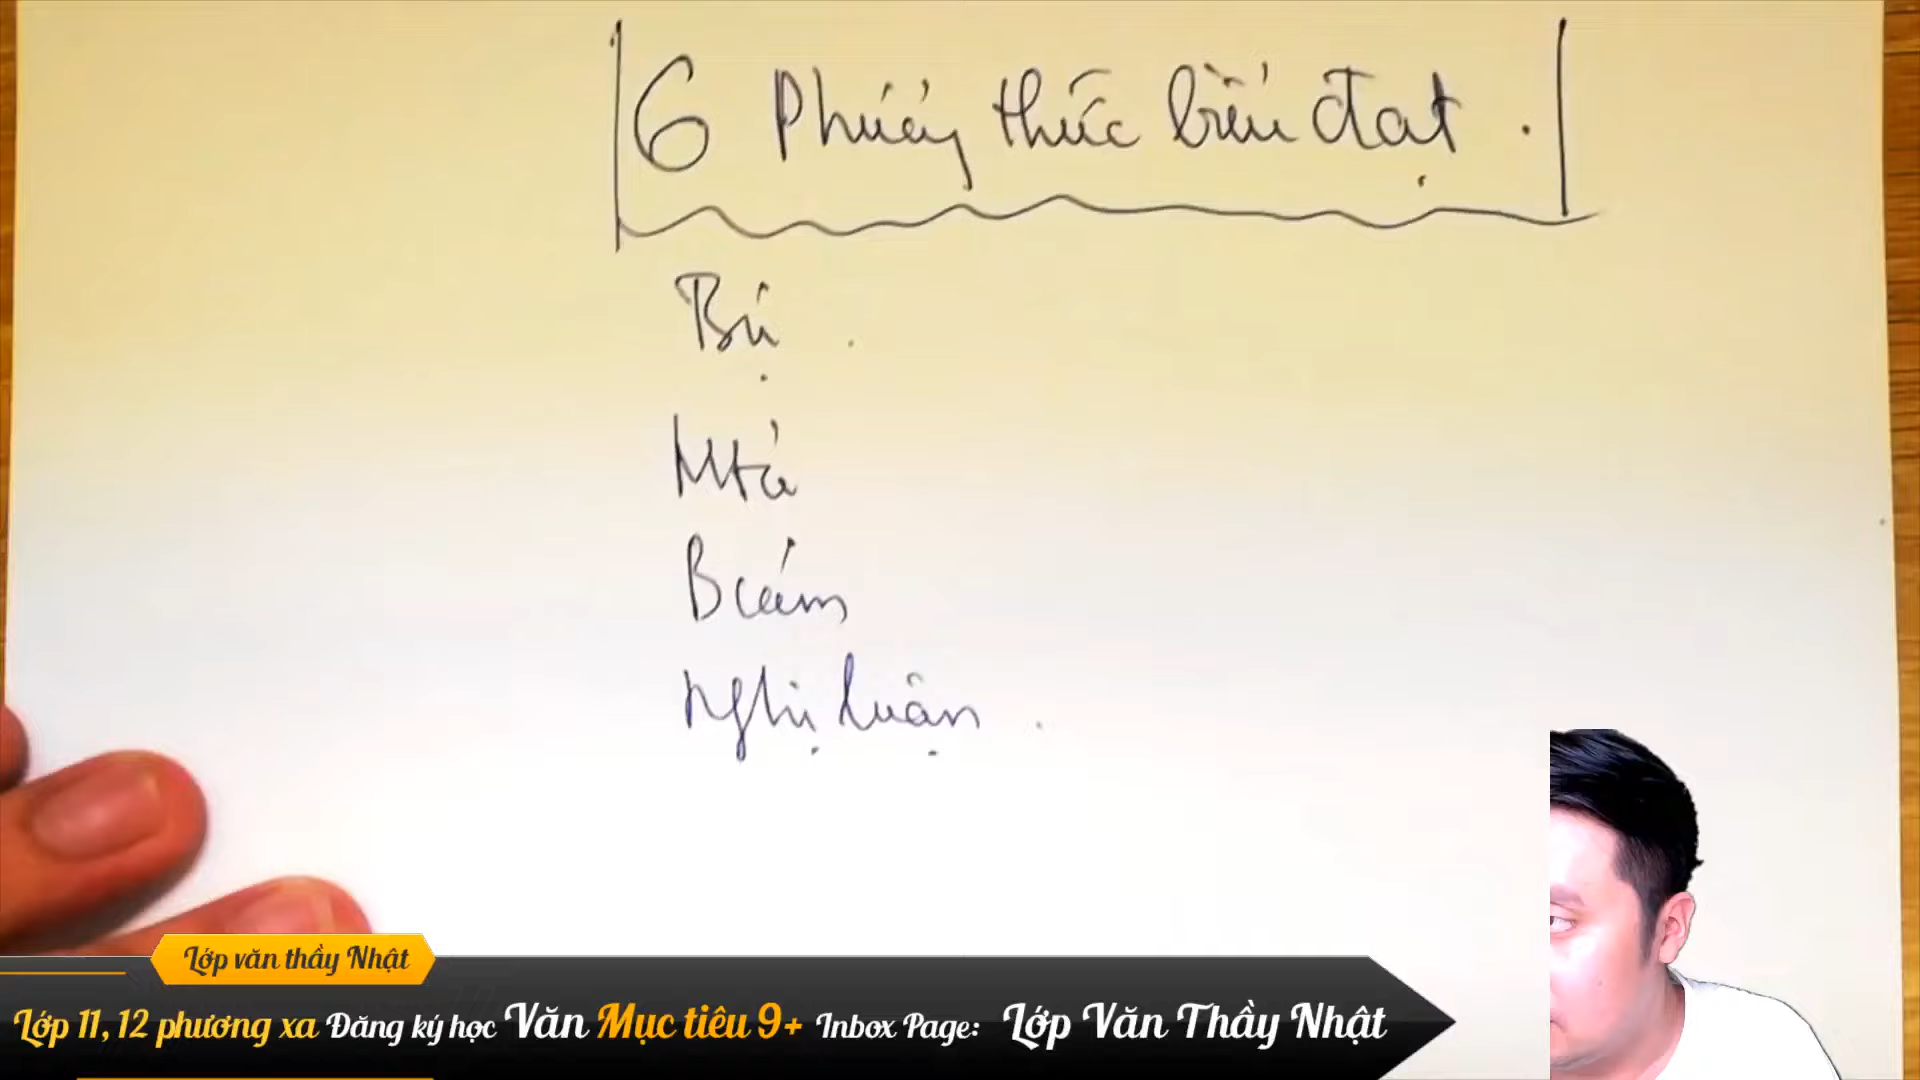 6 Phương thức biểu đạt.
Tự
Mtả
Bcảm
Nghị luận.
Lớp văn thầy Nhật
Lớp 11, 12 phương xa Đăng ký học Văn Mục tiêu 9+ Inbox Page: Lớp Văn Thầy Nhật